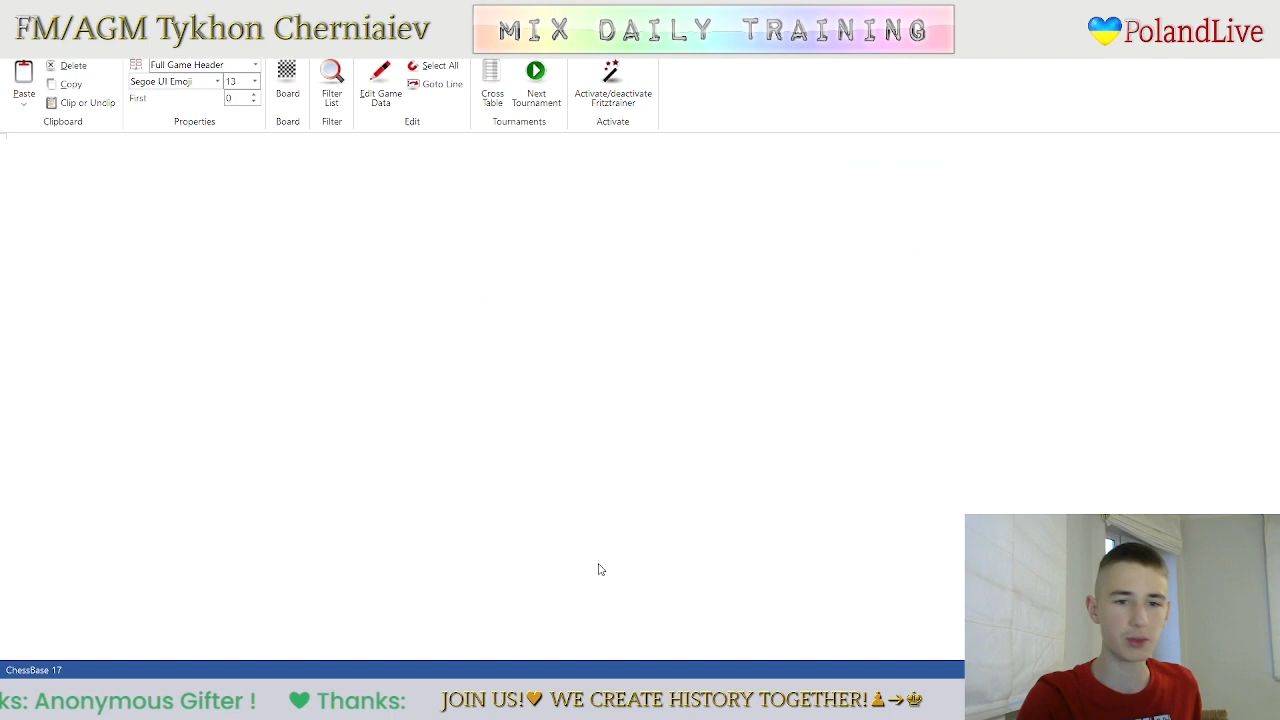 FM/AGM Tykhon Cherniaiev
MIX DAILY TRAINING
PolandLive
Paste
Delete
Copy
Clip or Unclip
Clipboard
Full Game Header
Segoe UI Emoji
13
First
0
Properties
Board
Board
Filter List
Filter
Edit Game Data
Select All
Goto Line
Edit
Cross Table
Next Tournament
Tournaments
Activate/deactivate Fritztrainer
Activate
ChessBase 17
ks: Anonymous Gifter ! 💚 Thanks:
JOIN US!🧡 WE CREATE HISTORY TOGETHER!♟→♚